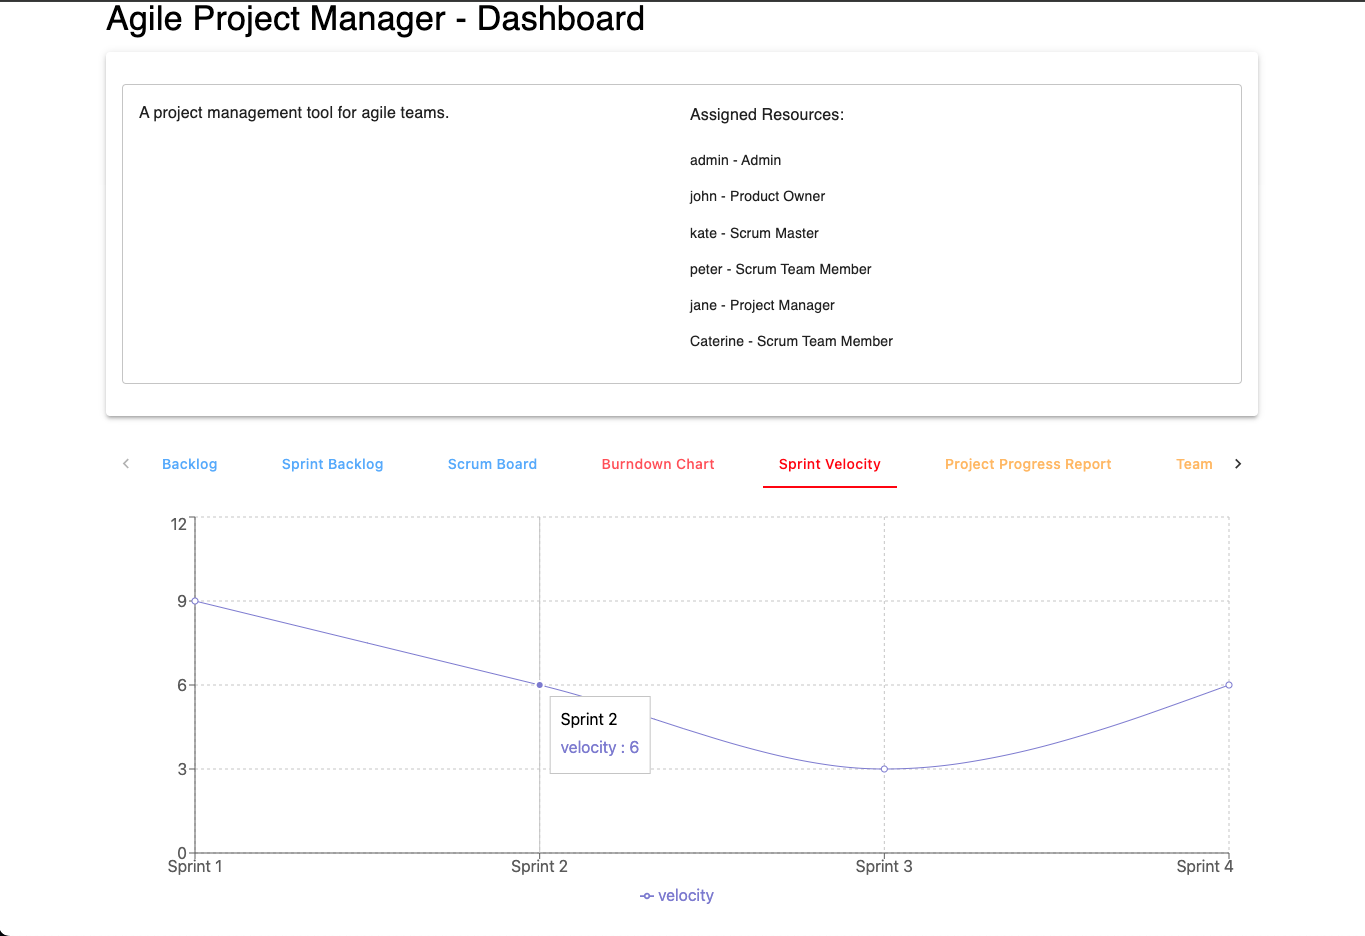 Agile Project Manager - Dashboard
A project management tool for agile teams.
Assigned Resources:
admin - Admin
john - Product Owner
kate - Scrum Master
peter - Scrum Team Member
jane - Project Manager
Caterine - Scrum Team Member
Backlog
Sprint Backlog
Scrum Board
Burndown Chart
Sprint Velocity
Project Progress Report
Team
12
9
6
3
0
Sprint 2
velocity : 6
Sprint 1
Sprint 2
Sprint 3
Sprint 4
velocity